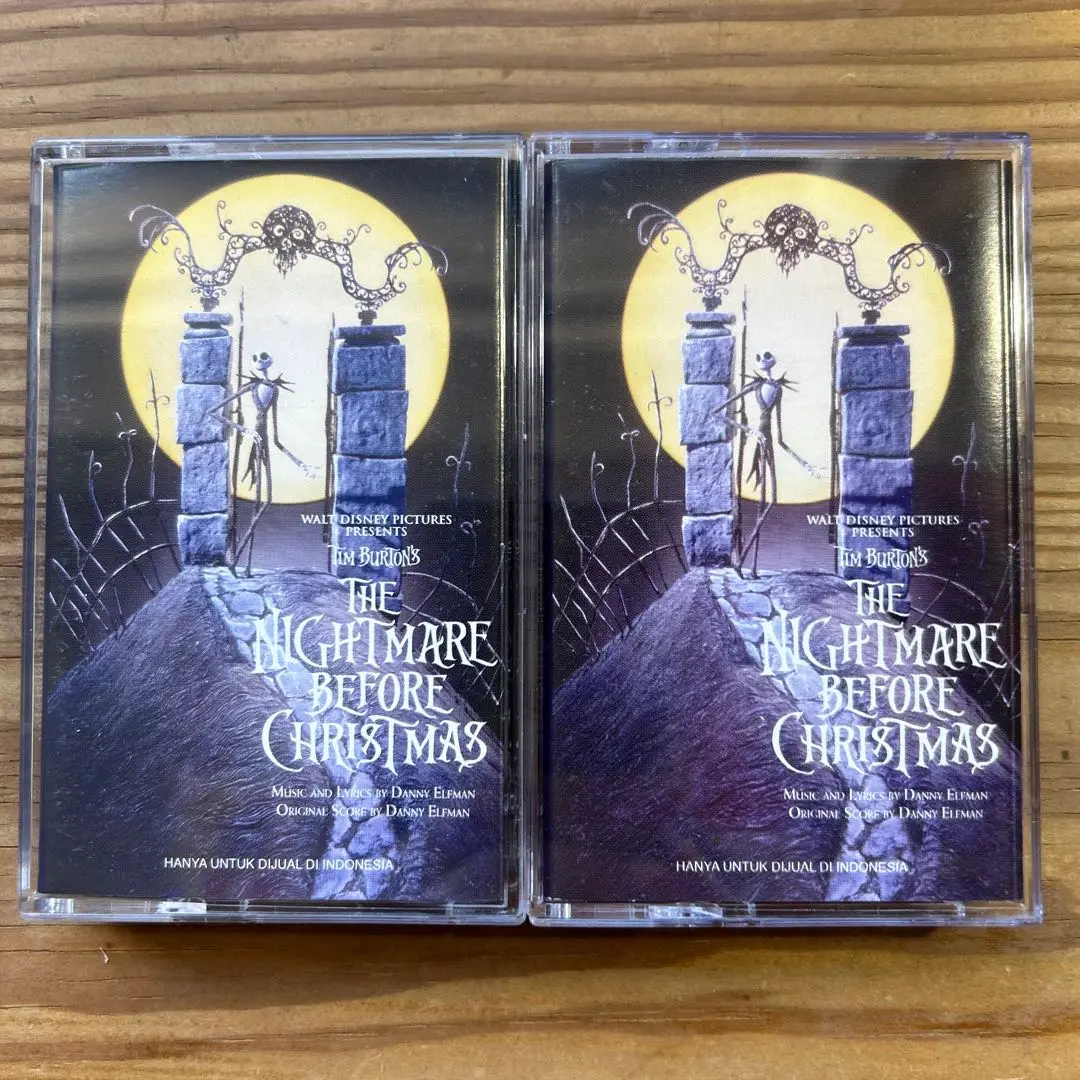 WALT DISNEY PICTURES
PRESENTS
TIM BURTON'S
THE
NIGHTMARE
BEFORE
CHRISTMAS
MUSIC AND LYRICS BY DANNY ELFMAN
ORIGINAL SCORE BY DANNY ELFMAN
HANYA UNTUK DIJUAL DI INDONESIA
WALT DISNEY PICTURES
PRESENTS
TIM BURTON'S
THE
NIGHTMARE
BEFORE
CHRISTMAS
MUSIC AND LYRICS BY DANNY ELFMAN
ORIGINAL SCORE BY DANNY ELFMAN
HANYA UNTUK DIJUAL DI INDONESIA